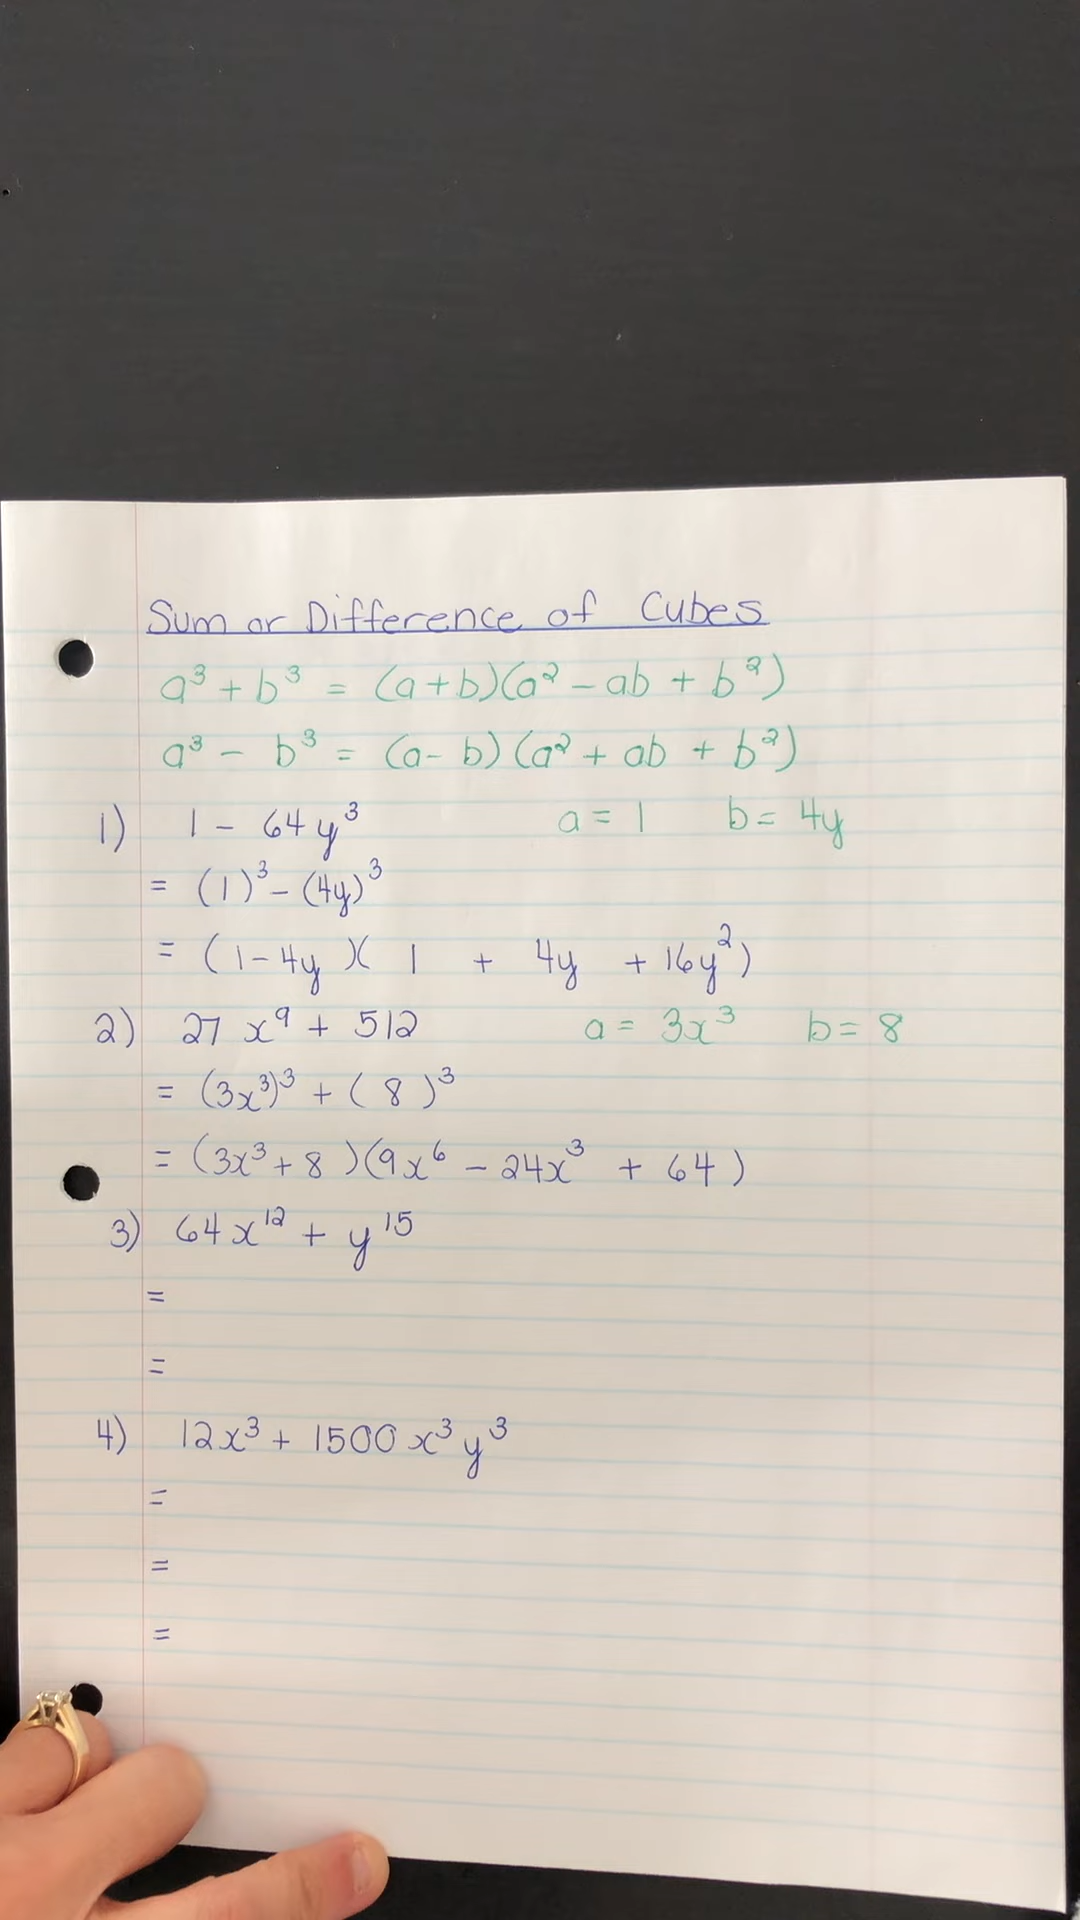 Sum or Difference of Cubes
a³ + b³ = (a+b)(a² - ab + b²)
a³ - b³ = (a-b)(a² + ab + b²)
1) 1 - 64y³ a = 1 b = 4y
= (1)³ - (4y)³
= (1-4y)(1 + 4y + 16y²)
2) 27x⁹ + 512 a = 3x³ b = 8
= (3x³)³ + (8)³
= (3x³+8)(9x⁶ - 24x³ + 64)
3) 64x¹² + y¹⁵
=
=
4) 12x³ + 1500x³y³
=
=
=